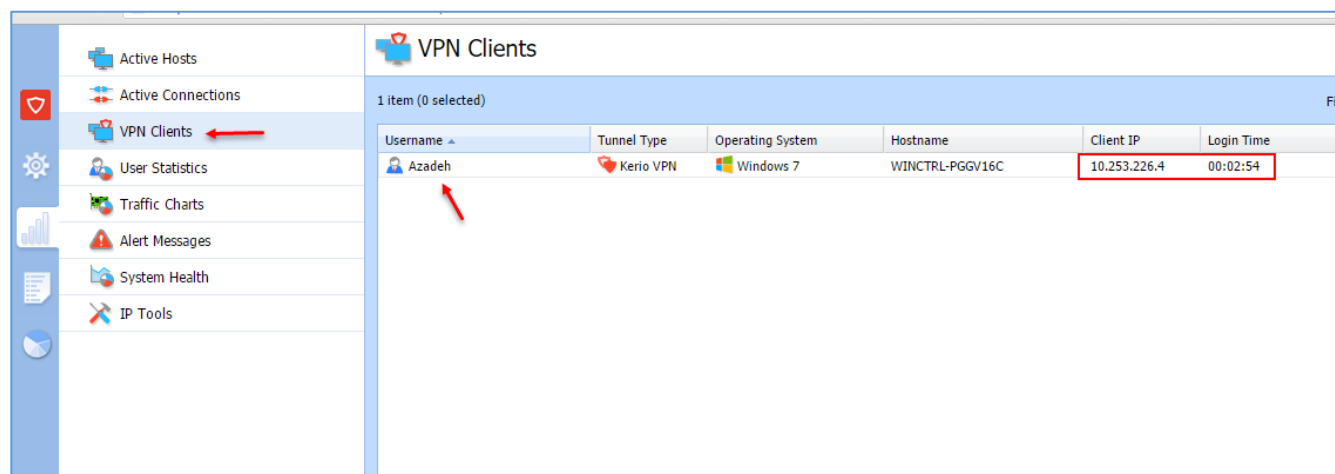 Active Hosts
Active Connections
VPN Clients
User Statistics
Traffic Charts
Alert Messages
System Health
IP Tools
VPN Clients
1 item (0 selected)
Username Tunnel Type Operating System Hostname Client IP Login Time
Azadeh Kerio VPN Windows 7 WINCTRL-PGGV16C 10.253.226.4 00:02:54